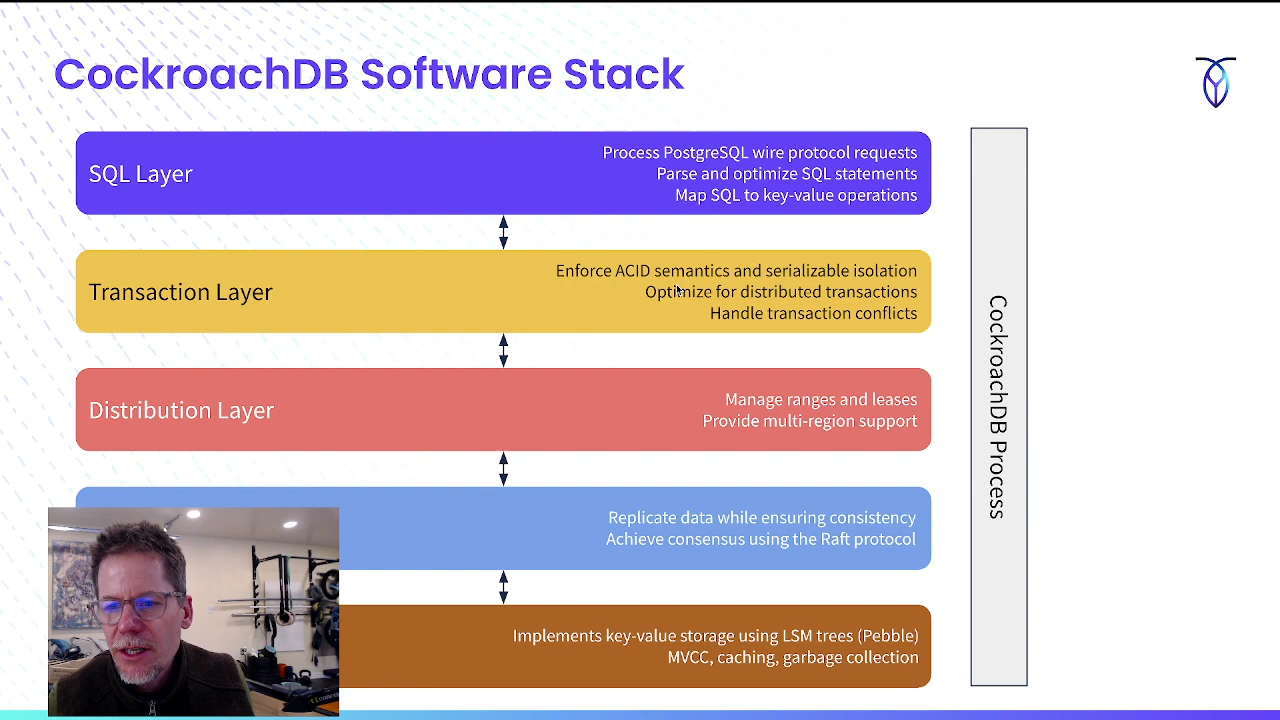 CockroachDB Software Stack
SQL Layer
Process PostgreSQL wire protocol requests
Parse and optimize SQL statements
Map SQL to key-value operations
Transaction Layer
Enforce ACID semantics and serializable isolation
Optimize for distributed transactions
Handle transaction conflicts
Distribution Layer
Manage ranges and leases
Provide multi-region support
Replicate data while ensuring consistency
Achieve consensus using the Raft protocol
Implements key-value storage using LSM trees (Pebble)
MVCC, caching, garbage collection
CockroachDB Process